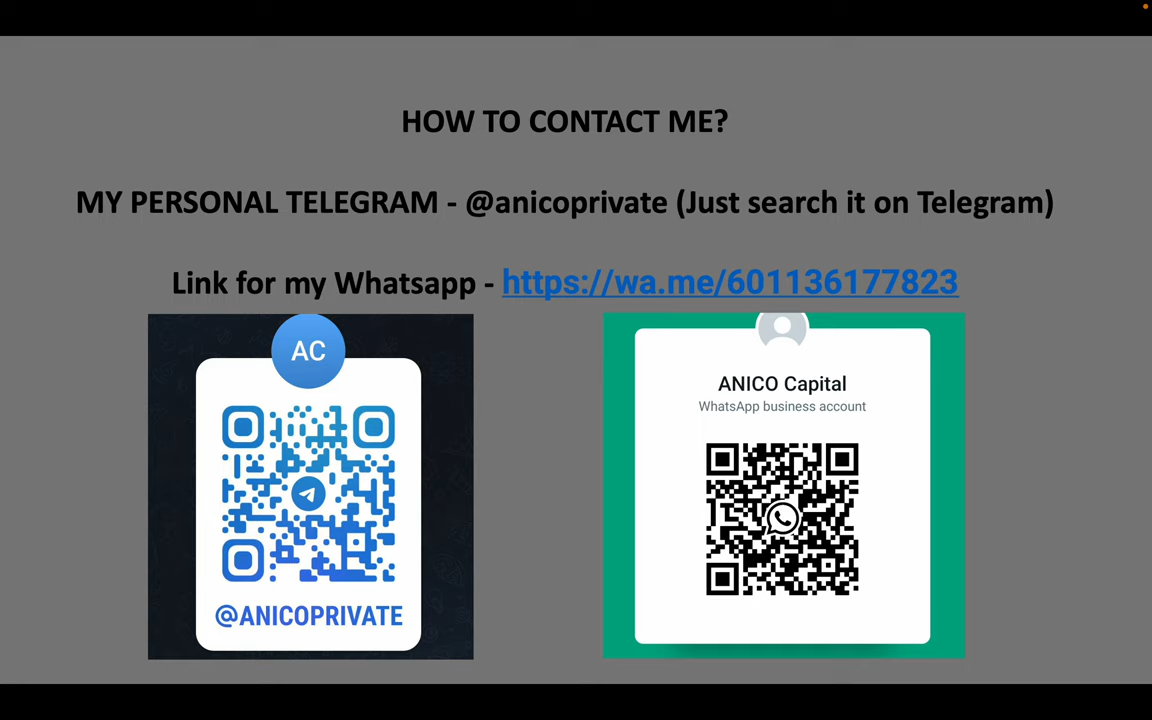 HOW TO CONTACT ME?
MY PERSONAL TELEGRAM - @anicoprivate (Just search it on Telegram)
Link for my Whatsapp - https://wa.me/601136177823
AC
@ANICOPRIVATE
ANICO Capital
WhatsApp business account